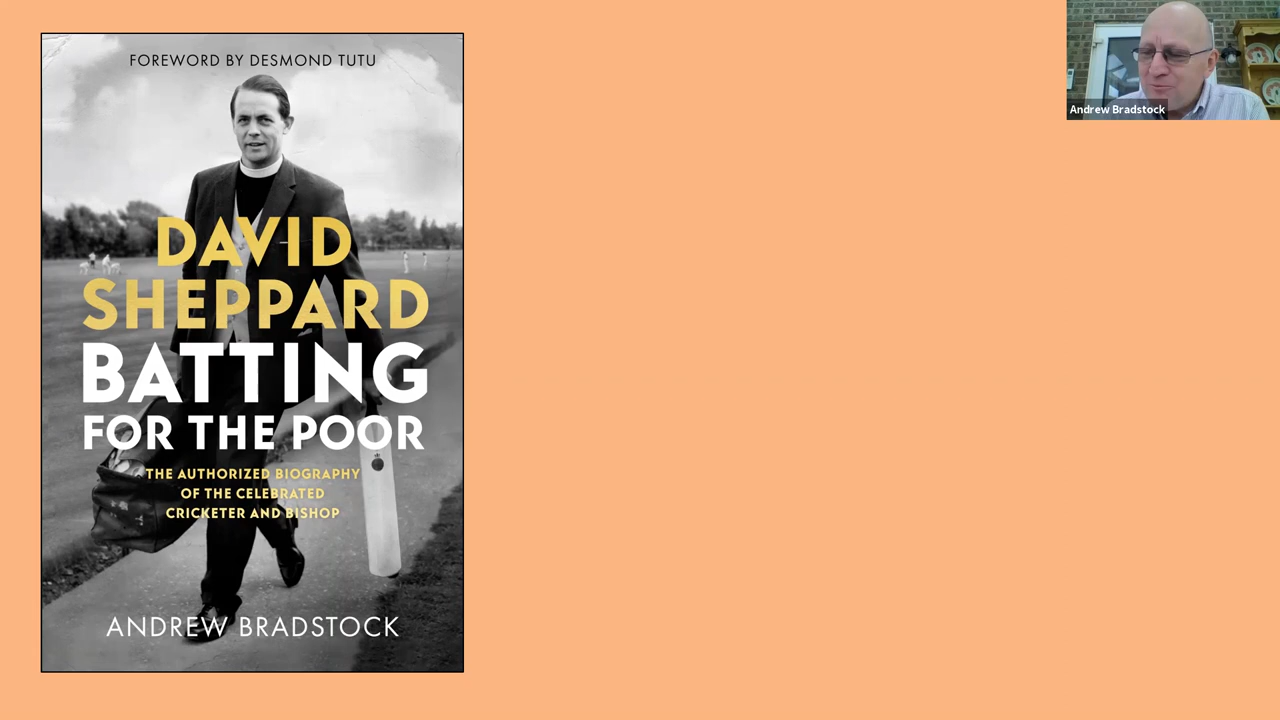 FOREWORD BY DESMOND TUTU
DAVID
SHEPPARD
BATTING
FOR THE POOR
THE AUTHORIZED BIOGRAPHY
OF THE CELEBRATED
CRICKETER AND BISHOP
ANDREW BRADSTOCK
Andrew Bradstock